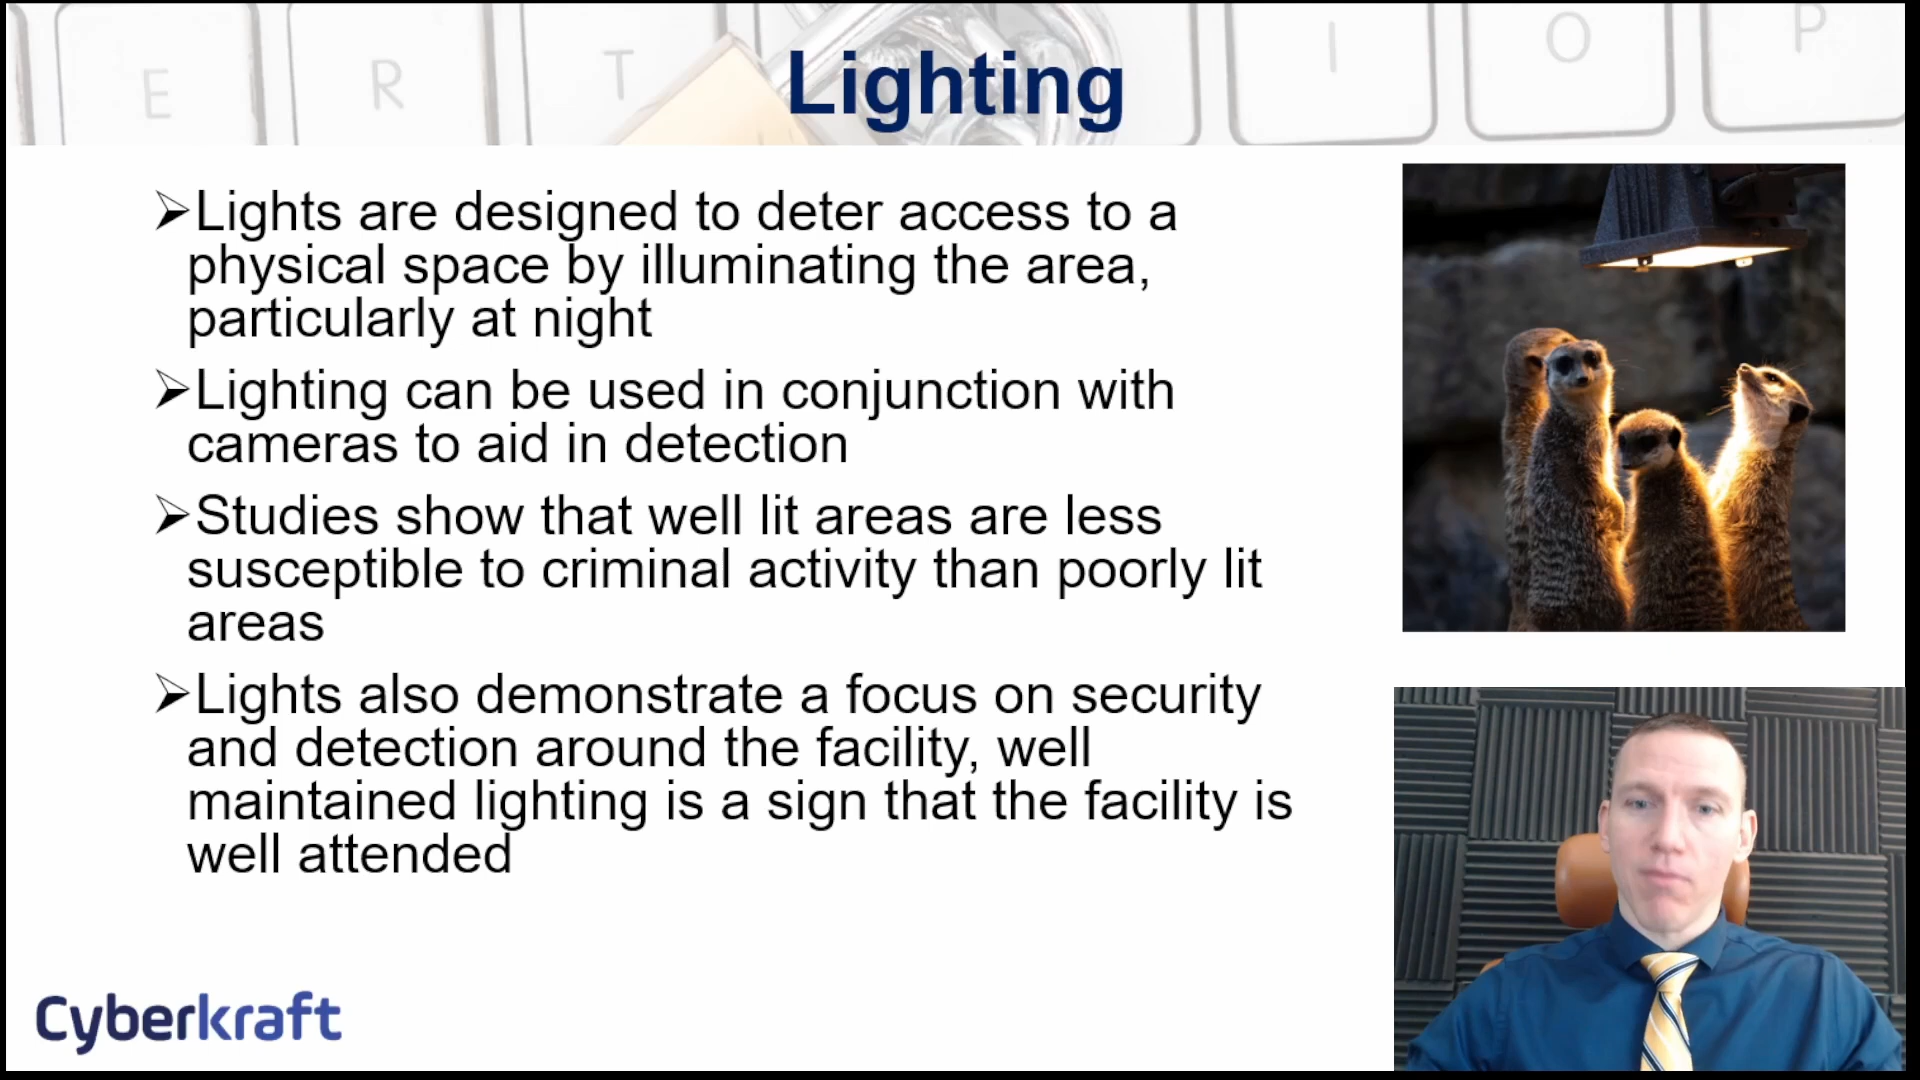 E R T I O P
Lighting
➢Lights are designed to deter access to a
physical space by illuminating the area,
particularly at night
➢Lighting can be used in conjunction with
cameras to aid in detection
➢Studies show that well lit areas are less
susceptible to criminal activity than poorly lit
areas
➢Lights also demonstrate a focus on security
and detection around the facility, well
maintained lighting is a sign that the facility is
well attended
Cyberkraft